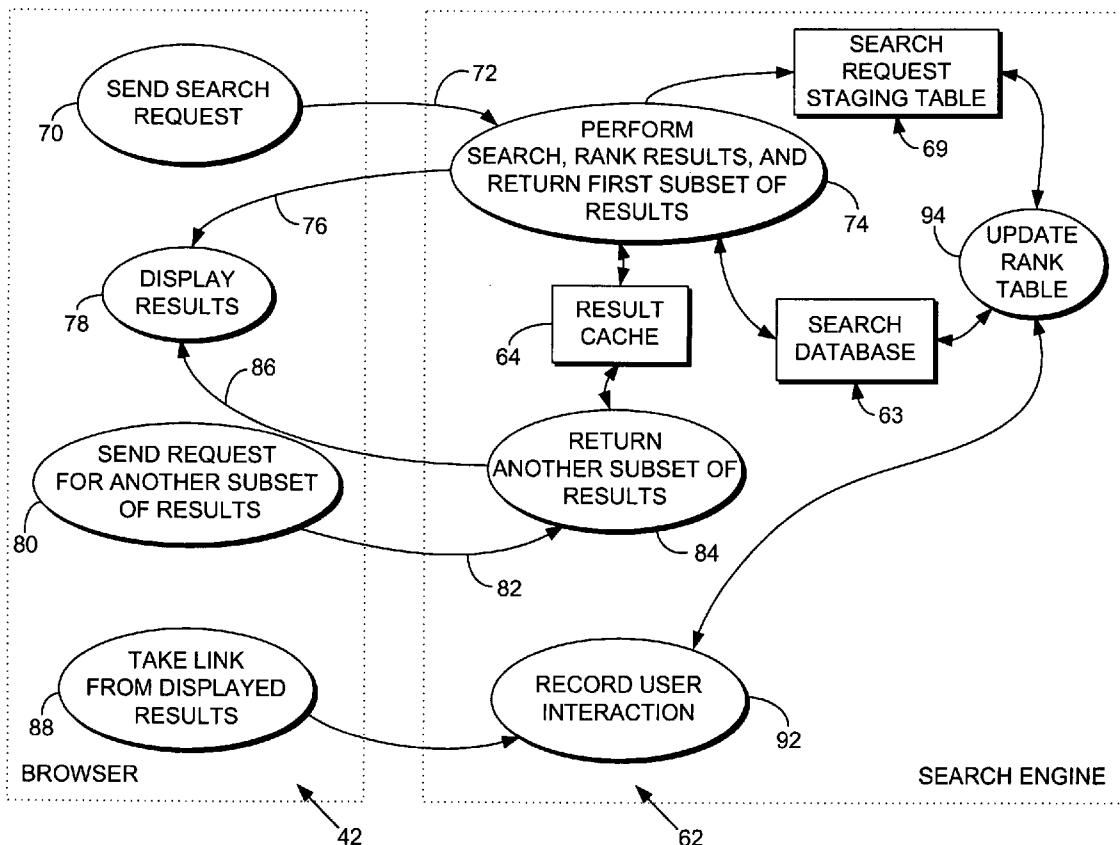 SEND SEARCH
REQUEST
70
72
PERFORM
SEARCH, RANK RESULTS, AND
RETURN FIRST SUBSET OF
RESULTS
74
SEARCH
REQUEST
STAGING TABLE
69
76
DISPLAY
RESULTS
78
94
UPDATE
RANK
TABLE
RESULT
CACHE
64
SEARCH
DATABASE
63
86
SEND REQUEST
FOR ANOTHER SUBSET
OF RESULTS
80
82
RETURN
ANOTHER SUBSET OF
RESULTS
84
TAKE LINK
FROM DISPLAYED
RESULTS
88
RECORD USER
INTERACTION
92
BROWSER
SEARCH ENGINE
42
62